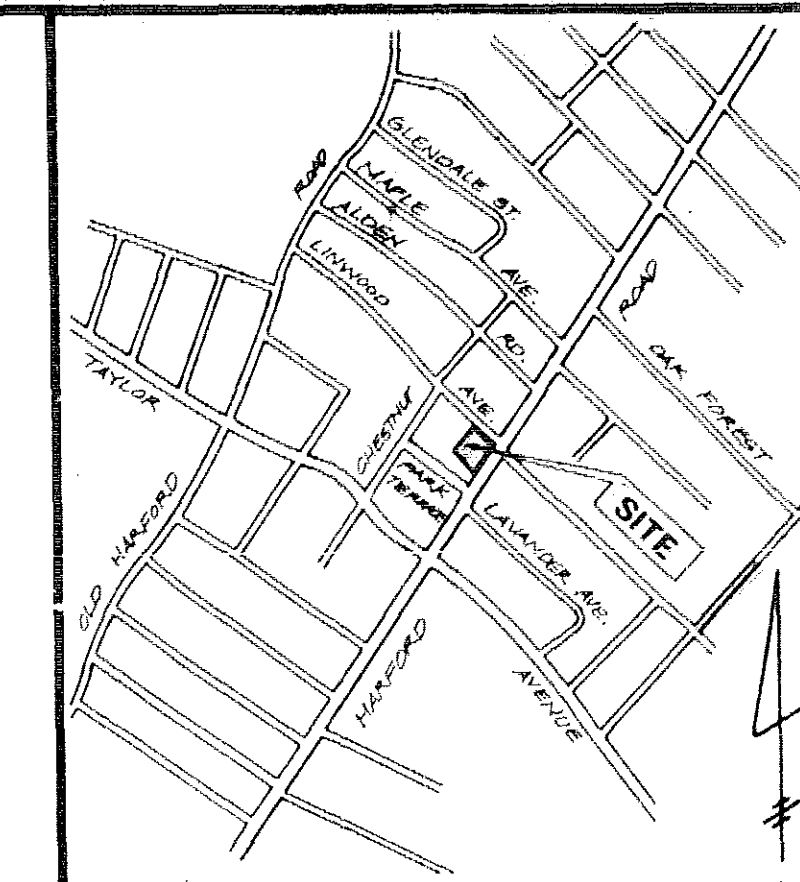 GLENDALE ST.
MAPLE AVE.
ALDEN RD.
LINWOOD AVE.
ROAD
ROAD
OAK FOREST
TAYLOR
CHESTNUT
PARK
TERRACE
SITE
LAVANDER AVE.
OLD HARFORD
HARFORD
AVENUE